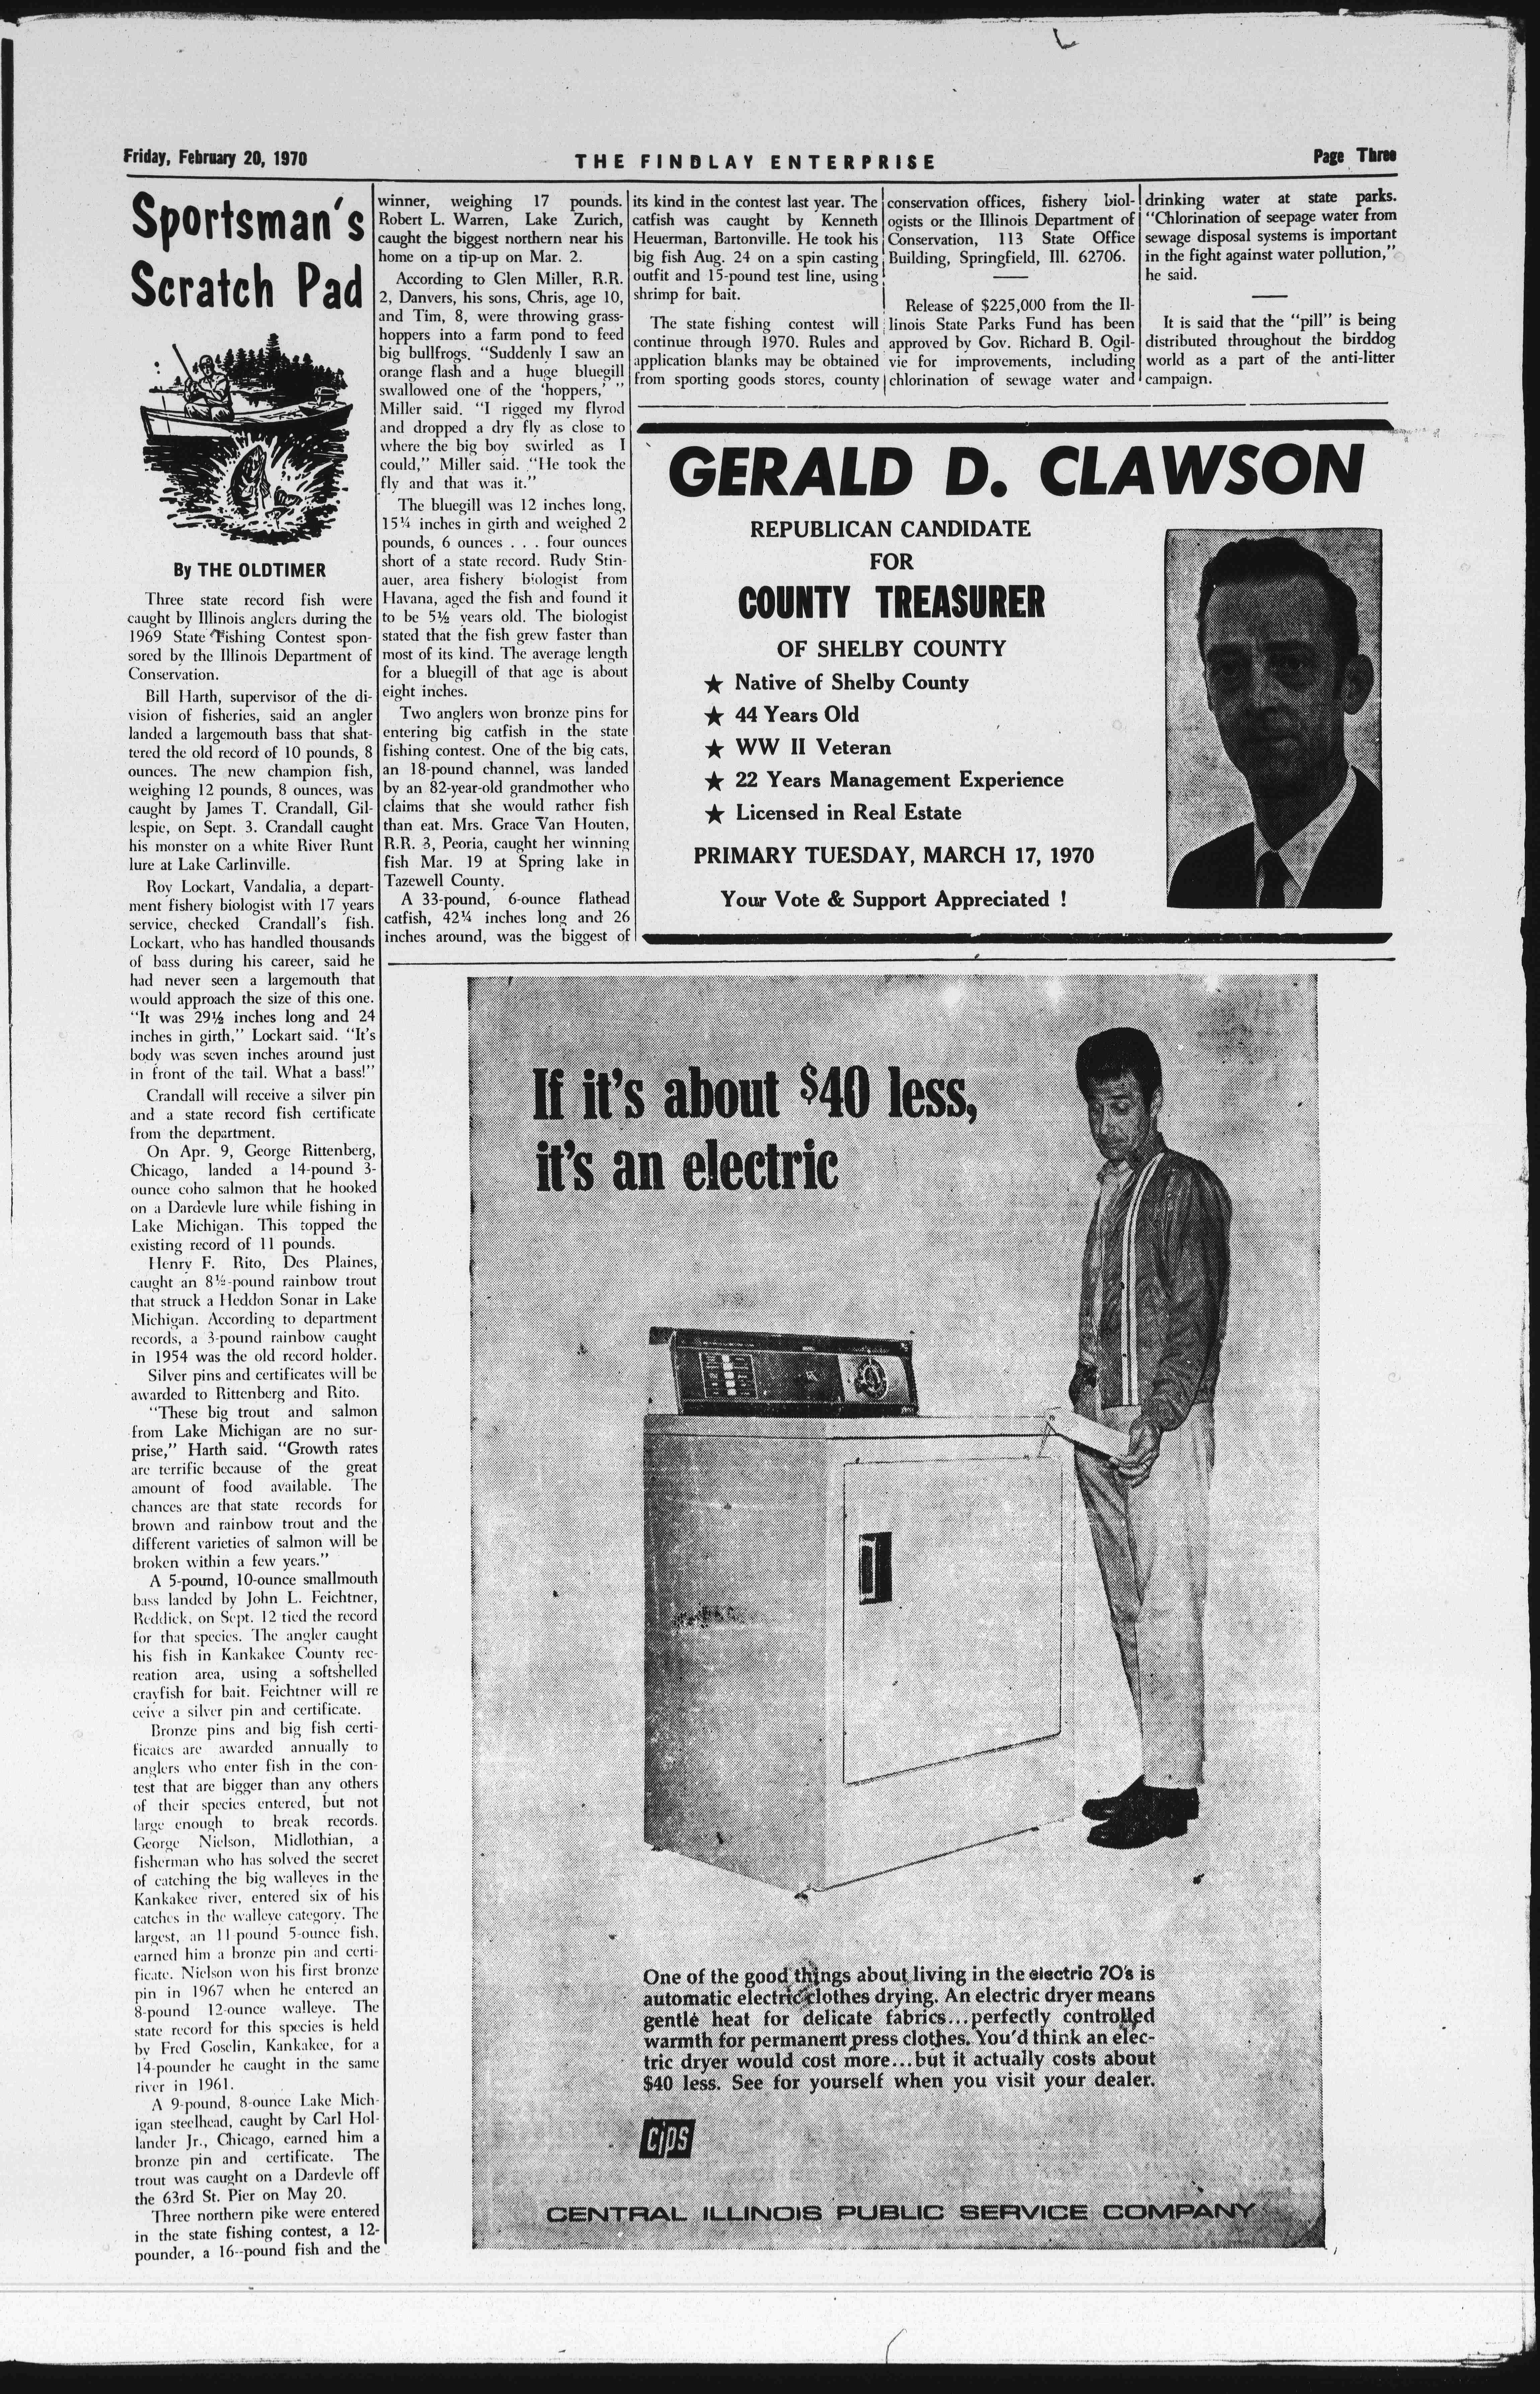 Friday, February 20, 1970
THE FINDLAY ENTERPRISE
Page Three
Sportsman's
Scratch Pad
By THE OLDTIMER
Three state record fish were
caught by Illinois anglers during the
1969 State Fishing Contest spon-
sored by the Illinois Department of
Conservation.
Bill Harth, supervisor of the di-
vision of fisheries, said an angler
landed a largemouth bass that shat-
tered the old record of 10 pounds, 8
ounces. The new champion fish,
weighing 12 pounds, 8 ounces, was
caught by James T. Crandall, Gil-
lespie, on Sept. 3. Crandall caught
his monster on a white River Runt
lure at Lake Carlinville.
Roy Lockart, Vandalia, a depart-
ment fishery biologist with 17 years
service, checked Crandall's fish.
Lockart, who has handled thousands
of bass during his career, said he
had never seen a largemouth that
would approach the size of this one.
"It was 29½ inches long and 24
inches in girth," Lockart said. "It's
body was seven inches around just
in front of the tail. What a bass!"
Crandall will receive a silver pin
and a state record fish certificate
from the department.
On Apr. 9, George Rittenberg,
Chicago, landed a 14-pound 3-
ounce coho salmon that he hooked
on a Dardevle lure while fishing in
Lake Michigan. This topped the
existing record of 11 pounds.
Henry F. Rito, Des Plaines,
caught an 8½-pound rainbow trout
that struck a Heddon Sonar in Lake
Michigan. According to department
records, a 3-pound rainbow caught
in 1954 was the old record holder.
Silver pins and certificates will be
awarded to Rittenberg and Rito.
"These big trout and salmon
from Lake Michigan are no sur-
prise," Harth said. "Growth rates
are terrific because of the great
amount of food available. The
chances are that state records for
brown and rainbow trout and the
different varieties of salmon will be
broken within a few years."
A 5-pound, 10-ounce smallmouth
bass landed by John L. Feichtner,
Reddick, on Sept. 12 tied the record
for that species. The angler caught
his fish in Kankakee County rec-
reation area, using a softshelled
crayfish for bait. Feichtner will re
ceive a silver pin and certificate.
Bronze pins and big fish certi-
ficates are awarded annually to
anglers who enter fish in the con-
test that are bigger than any others
of their species entered, but not
large enough to break records.
George Nielson, Midlothian, a
fisherman who has solved the secret
of catching the big walleyes in the
Kankakee river, entered six of his
catches in the walleye category. The
largest, an 11 pound 5-ounce fish,
earned him a bronze pin and certi-
ficate. Nielson won his first bronze
pin in 1967 when he entered an
8-pound 12-ounce walleye. The
state record for this species is held
by Fred Goselin, Kankakee, for a
14-pounder he caught in the same
river in 1961.
A 9-pound, 8-ounce Lake Mich-
igan steelhead, caught by Carl Hol-
lander Jr., Chicago, earned him a
bronze pin and certificate. The
trout was caught on a Dardevle off
the 63rd St. Pier on May 20.
Three northern pike were entered
in the state fishing contest, a 12-
pounder, a 16--pound fish and the
winner, weighing 17 pounds.
Robert L. Warren, Lake Zurich,
caught the biggest northern near his
home on a tip-up on Mar. 2.
According to Glen Miller, R.R.
2, Danvers, his sons, Chris, age 10,
and Tim, 8, were throwing grass-
hoppers into a farm pond to feed
big bullfrogs. "Suddenly I saw an
orange flash and a huge bluegill
swallowed one of the 'hoppers,' "
Miller said. "I rigged my flyrod
and dropped a dry fly as close to
where the big boy swirled as I
could," Miller said. "He took the
fly and that was it."
The bluegill was 12 inches long,
15¼ inches in girth and weighed 2
pounds, 6 ounces . . . four ounces
short of a state record. Rudy Stin-
auer, area fishery biologist from
Havana, aged the fish and found it
to be 5½ years old. The biologist
stated that the fish grew faster than
most of its kind. The average length
for a bluegill of that age is about
eight inches.
Two anglers won bronze pins for
entering big catfish in the state
fishing contest. One of the big cats,
an 18-pound channel, was landed
by an 82-year-old grandmother who
claims that she would rather fish
than eat. Mrs. Grace Van Houten,
R.R. 3, Peoria, caught her winning
fish Mar. 19 at Spring lake in
Tazewell County.
A 33-pound, 6-ounce flathead
catfish, 42¼ inches long and 26
inches around, was the biggest of
its kind in the contest last year. The
catfish was caught by Kenneth
Heuerman, Bartonville. He took his
big fish Aug. 24 on a spin casting
outfit and 15-pound test line, using
shrimp for bait.
The state fishing contest will
continue through 1970. Rules and
application blanks may be obtained
from sporting goods stores, county
conservation offices, fishery biol-
ogists or the Illinois Department of
Conservation, 113 State Office
Building, Springfield, Ill. 62706.
Release of $225,000 from the Il-
linois State Parks Fund has been
approved by Gov. Richard B. Ogil-
vie for improvements, including
chlorination of sewage water and
drinking water at state parks.
"Chlorination of seepage water from
sewage disposal systems is important
in the fight against water pollution,"
he said.
It is said that the "pill" is being
distributed throughout the birddog
world as a part of the anti-litter
campaign.
GERALD D. CLAWSON
REPUBLICAN CANDIDATE
FOR
COUNTY TREASURER
OF SHELBY COUNTY
★ Native of Shelby County
★ 44 Years Old
★ WW II Veteran
★ 22 Years Management Experience
★ Licensed in Real Estate
PRIMARY TUESDAY, MARCH 17, 1970
Your Vote & Support Appreciated !
If it's about $40 less,
it's an electric
One of the good things about living in the electric 70's is
automatic electric clothes drying. An electric dryer means
gentle heat for delicate fabrics...perfectly controlled
warmth for permanent press clothes. You'd think an elec-
tric dryer would cost more...but it actually costs about
$40 less. See for yourself when you visit your dealer.
cips
CENTRAL ILLINOIS PUBLIC SERVICE COMPANY